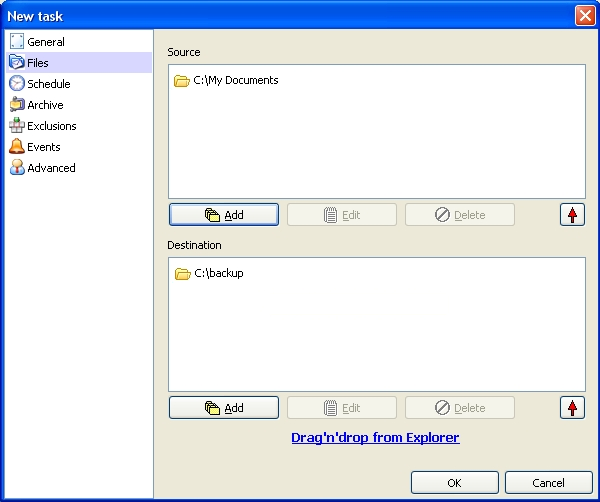 New task
General
Files
Schedule
Archive
Exclusions
Events
Advanced
Source
C:\My Documents
Add Edit Delete
Destination
C:\backup
Add Edit Delete
Drag'n'drop from Explorer
OK Cancel